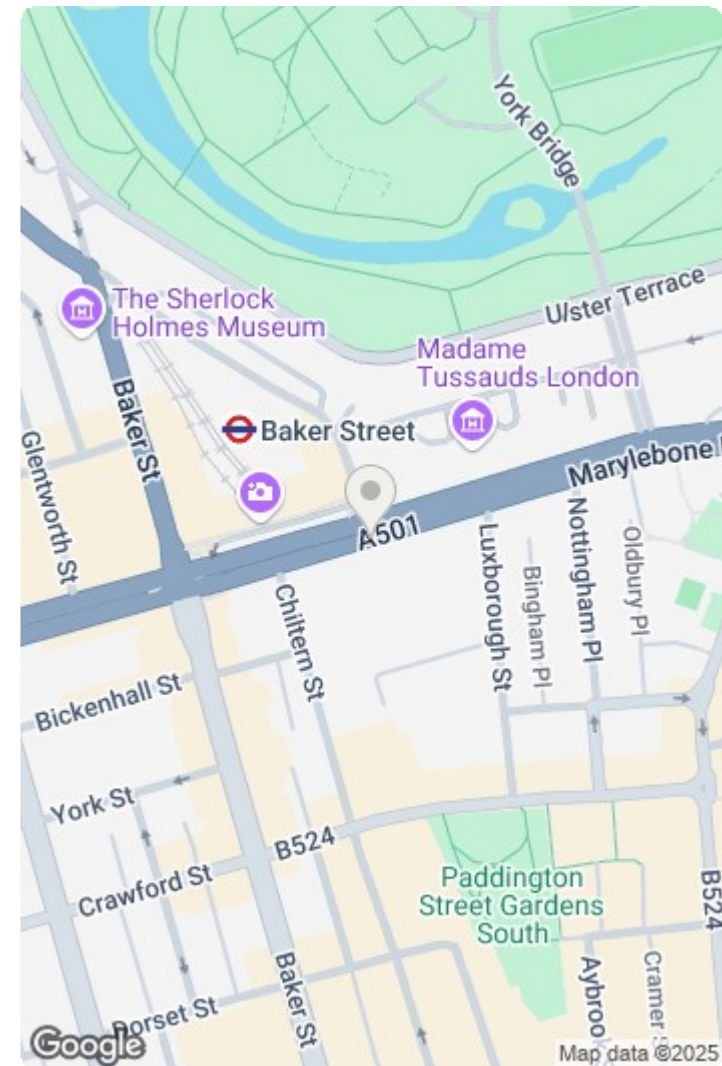 York Bridge
Ulster Terrace
The Sherlock
Holmes Museum
Madame
Tussauds London
Baker St
Baker Street
Glentworth St
Marylebone
A501
Luxborough St
Bingham Pl
Nottingham Pl
Oldbury Pl
Chiltern St
Bickenhall St
York St
B524
Crawford St
Paddington
Street Gardens
South
B524
Baker St
Dorset St
Aybrook
Cramer
Google
Map data ©2025